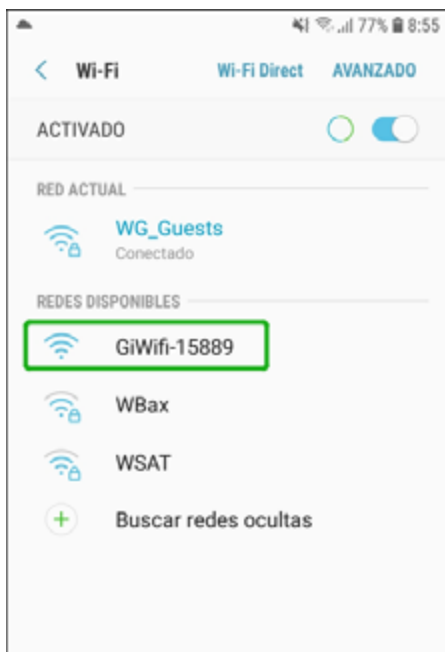 77% 8:55
Wi-Fi Wi-Fi Direct AVANZADO
ACTIVADO
RED ACTUAL
WG_Guests
Conectado
REDES DISPONIBLES
GiWifi-15889
WBax
WSAT
Buscar redes ocultas